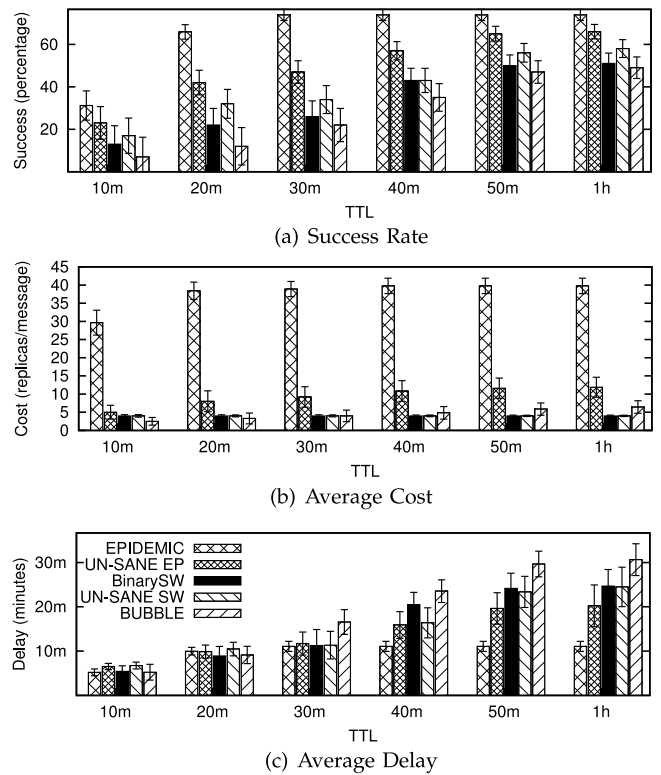 Success (percentage)
60
40
20
10m 20m 30m 40m 50m 1h
TTL
(a) Success Rate
Cost (replicas/message)
45
40
35
30
25
20
15
10
5
0
10m 20m 30m 40m 50m 1h
TTL
(b) Average Cost
Delay (minutes)
30m
20m
10m
EPIDEMIC
UN-SANE EP
BinarySW
UN-SANE SW
BUBBLE
10m 20m 30m 40m 50m 1h
TTL
(c) Average Delay